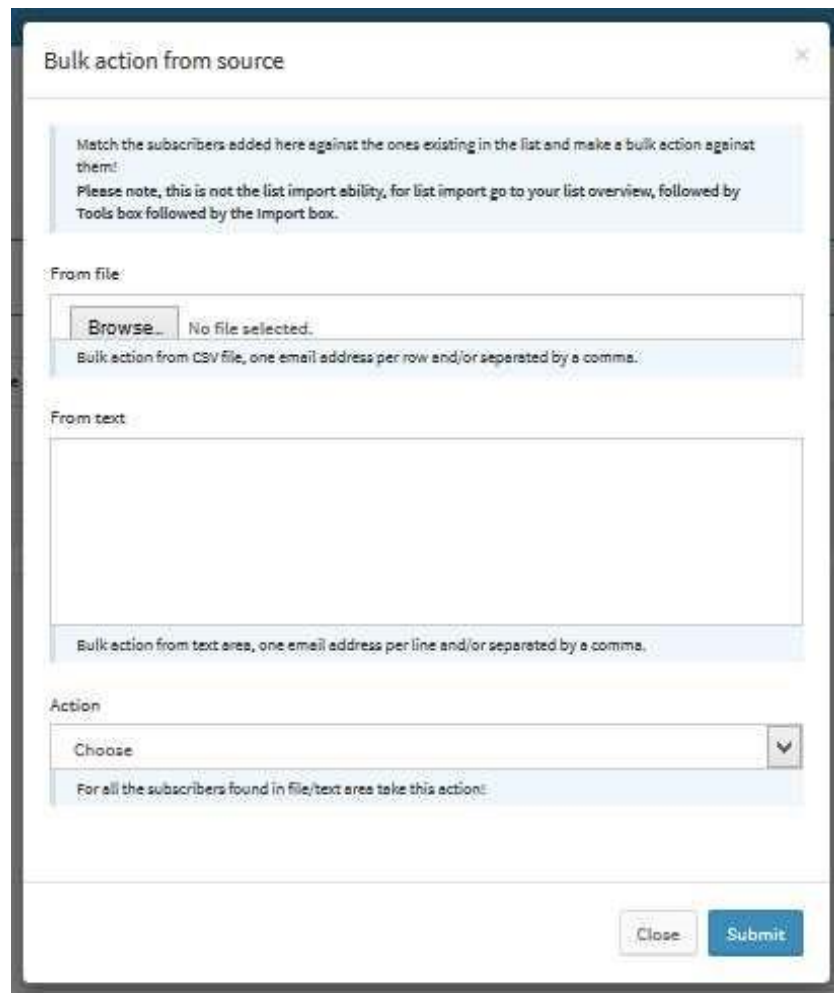 Bulk action from source
×
Match the subscribers added here against the ones existing in the list and make a bulk action against
them!
Please note, this is not the list import ability, for list import go to your list overview, followed by
Tools box followed by the Import box.
From file
Browse... No file selected.
Bulk action from CSV file, one email address per row and/or separated by a comma.
From text
Bulk action from text area, one email address per line and/or separated by a comma.
Action
Choose
For all the subscribers found in file/text area take this action!
Close Submit